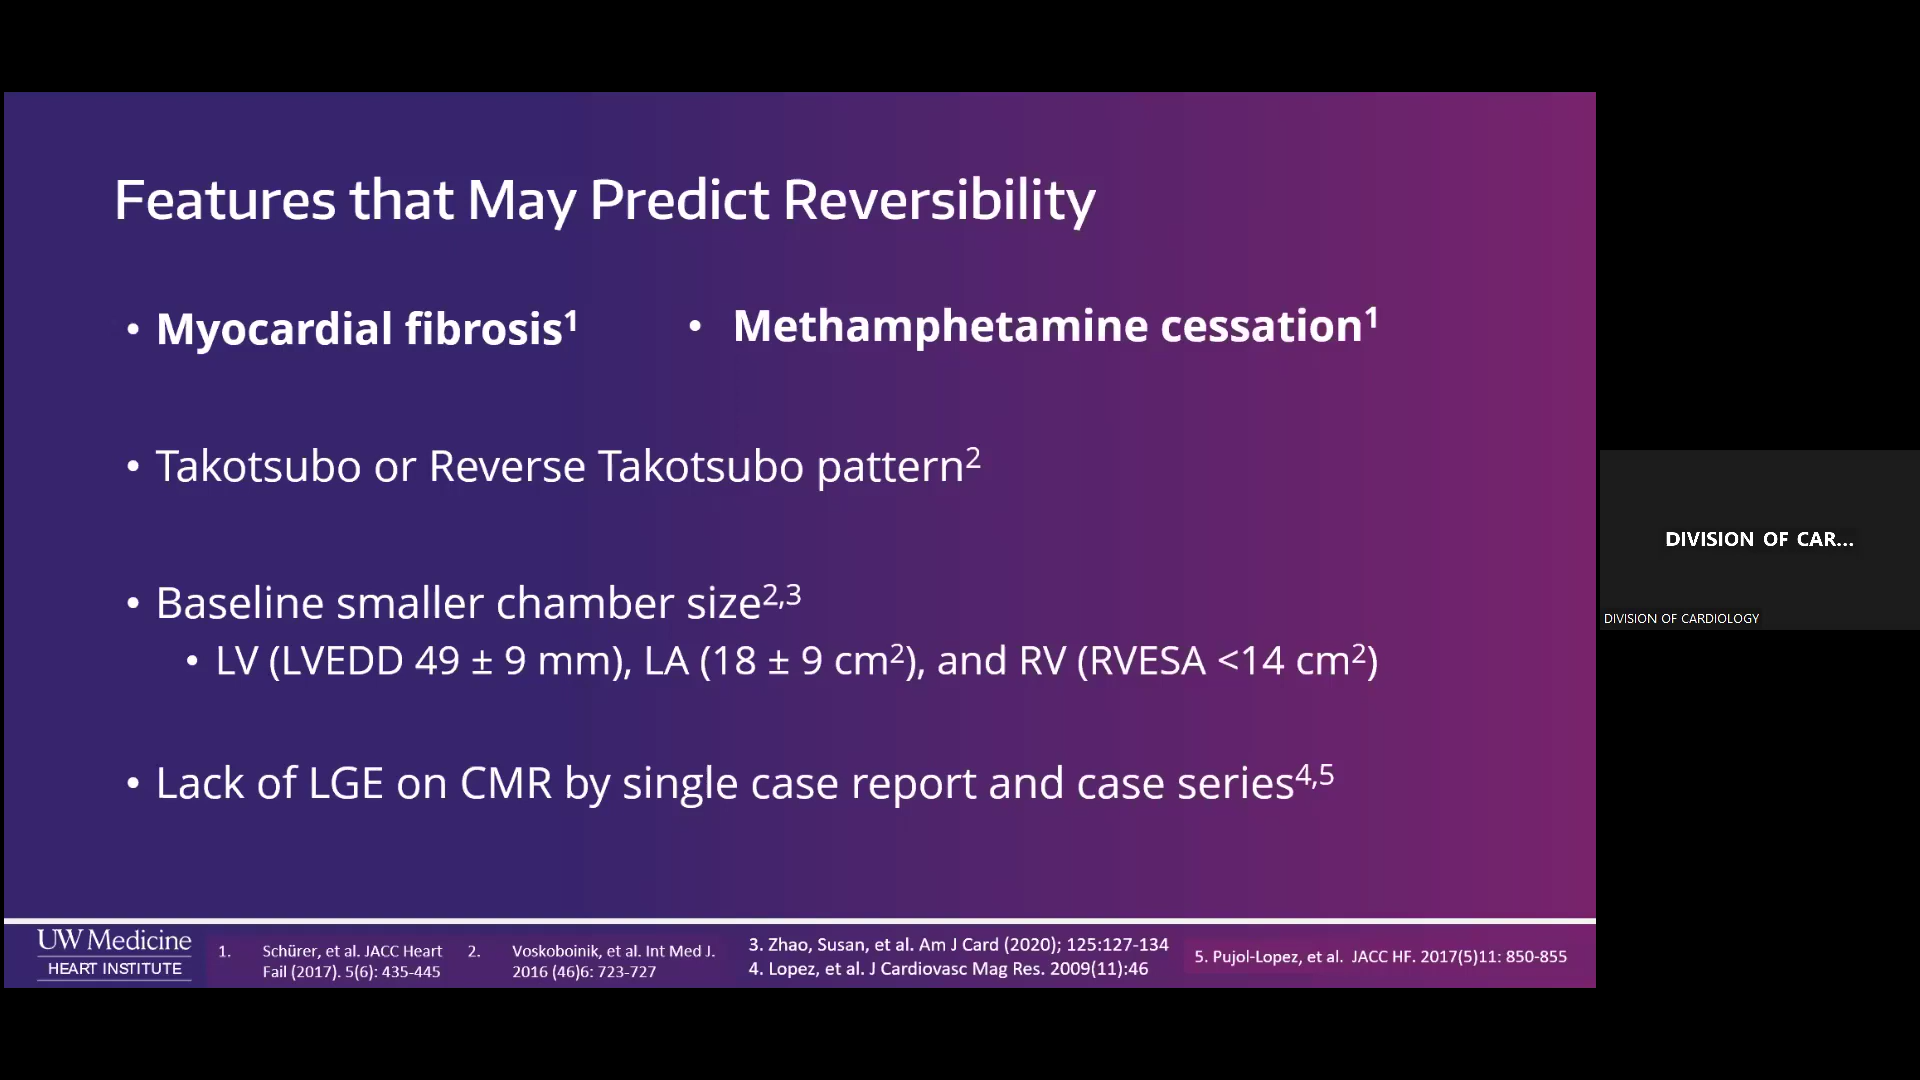 Features that May Predict Reversibility
• Myocardial fibrosis¹
• Methamphetamine cessation¹
• Takotsubo or Reverse Takotsubo pattern²
• Baseline smaller chamber size²,³
• LV (LVEDD 49 ± 9 mm), LA (18 ± 9 cm²), and RV (RVESA <14 cm²)
• Lack of LGE on CMR by single case report and case series⁴,⁵
DIVISION OF CAR...
DIVISION OF CARDIOLOGY
UW Medicine
HEART INSTITUTE
1. Schürer, et al. JACC Heart
Fail (2017). 5(6): 435-445
2. Voskoboinik, et al. Int Med J.
2016 (46)6: 723-727
3. Zhao, Susan, et al. Am J Card (2020); 125:127-134
4. Lopez, et al. J Cardiovasc Mag Res. 2009(11):46
5. Pujol-Lopez, et al. JACC HF. 2017(5)11: 850-855